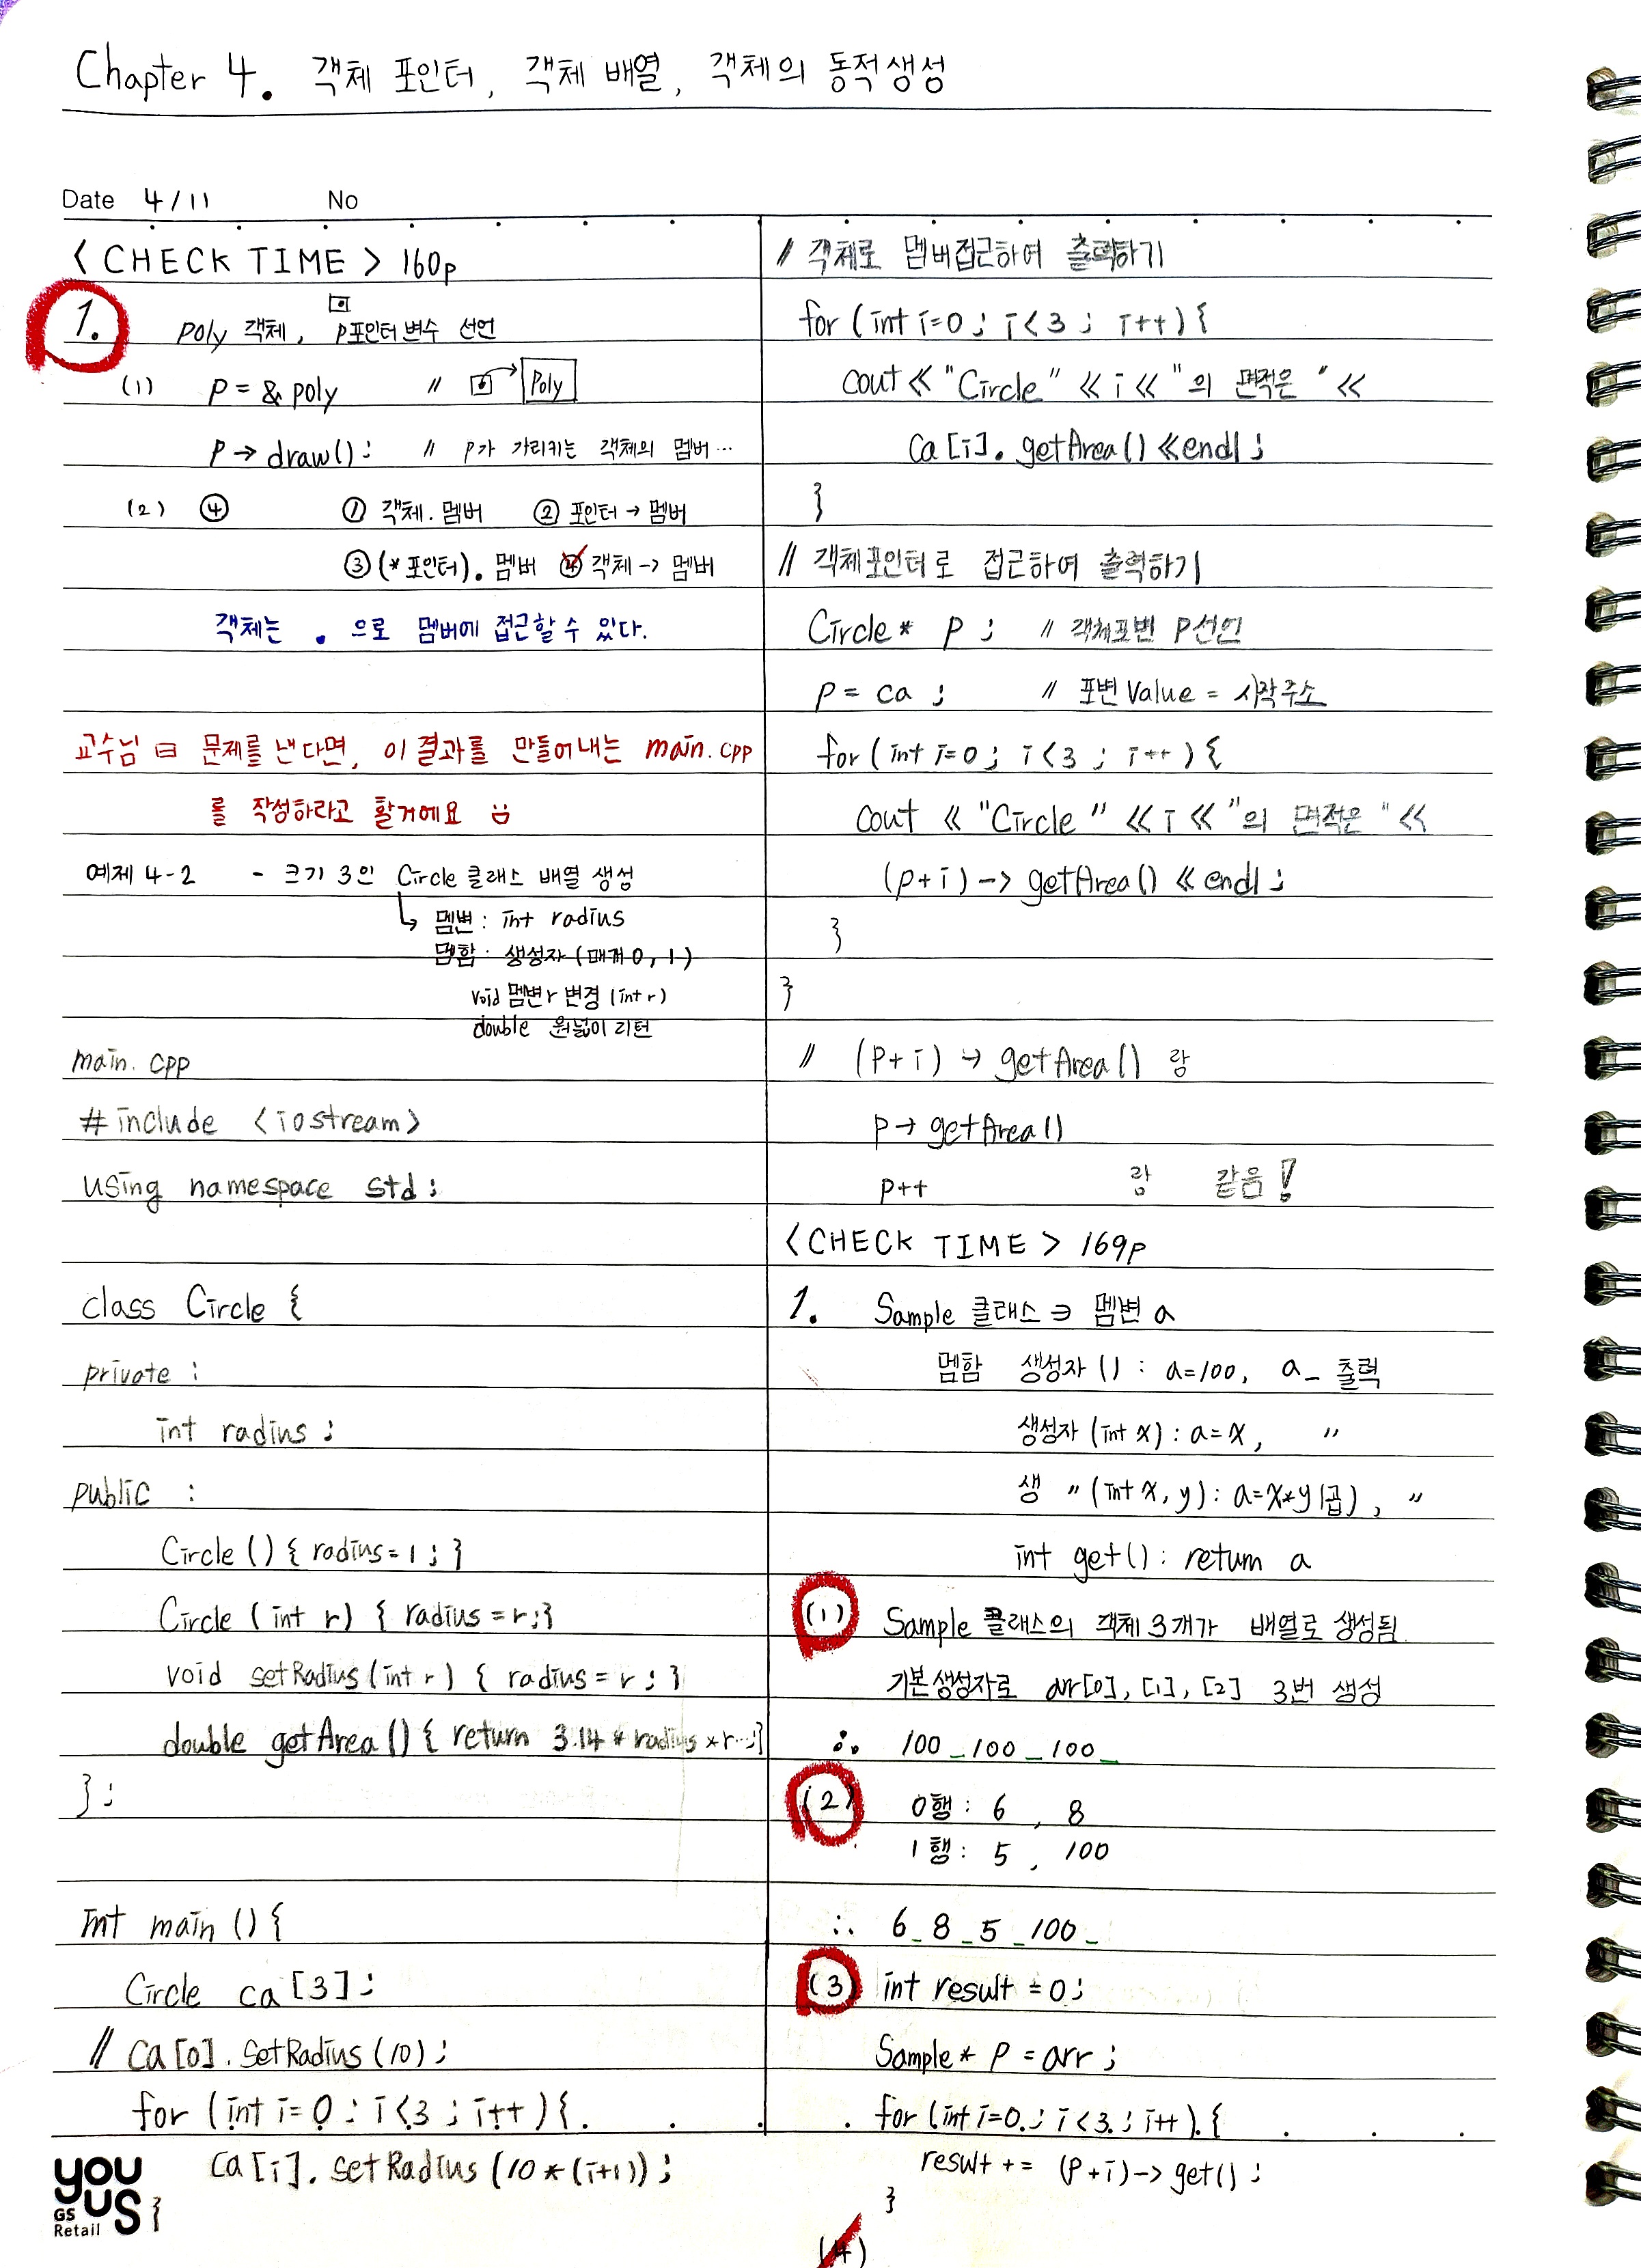 Chapter 4. 객체 포인터, 객체 배열, 객체의 동적생성
Date 4/11 No
< CHECK TIME > 160p
1. poly 객체, p포인터변수 선언
(1) p = & poly // Poly
p → draw(); // p가 가리키는 객체의 멤버…
(2) ④ ① 객체.멤버 ② 포인터 → 멤버
③ (*포인터). 멤버 ④ 객체 -> 멤버
객체는 . 으로 멤버에 접근할 수 있다.
교수님 문제를 낸다면, 이 결과를 만들어내는 main.cpp
를 작성하라고 할거에요
예제 4-2 - 크기 3인 Circle 클래스 배열 생성
↳ 멤변 : int radius
멤함 : 생성자 (매개 0, 1)
void 멤변r 변경 (int r)
double 원넓이 리턴
main. cpp
# include <iostream>
using namespace std;
class Circle {
private :
int radius ;
public :
Circle () { radius = 1 ; }
Circle ( int r ) { radius = r ; }
void setRadius (int r) { radius = r ; }
double getArea () { return 3.14 * radius * r…;}
};
int main () {
Circle ca [3] ;
// Ca [0] . SetRadius (10) ;
for ( int i = 0 ; i < 3 ; i++ ) {
ca [i] . setRadius (10 * (i+1)) ;
}
you us
GS Retail
// 객체로 멤버접근하여 출력하기
for ( int i=0 ; i < 3 ; i++ ) {
cout << "Circle" << i << "의 면적은 " <<
Ca [i] . getArea () << endl ;
}
// 객체포인터로 접근하여 출력하기
Circle * p ; // 객체포변 P선언
p = ca ; // 포변 Value = 시작주소
for ( int i=0 ; i < 3 ; i++ ) {
cout << "Circle " << i << "의 면적은 " <<
(p+i) -> getArea () << endl ;
}
}
// (P+i) → getArea () 랑
p → getArea ()
p++ 랑 같음 !
< CHECK TIME > 169p
1. Sample 클래스 ∋ 멤변 a
멤함 생성자 () : a=100, a_ 출력
생성자 (int x) : a = x, 〃
생 〃 (int x, y) : a=x*y (곱), 〃
int get() : return a
(1) Sample 클래스의 객체 3개가 배열로 생성됨.
기본생성자로 arr[0], [1], [2] 3번 생성
∴ 100 _ 100 _ 100 _
(2) 0행 : 6 , 8
1행 : 5 , 100
∴ 6 _ 8 _ 5 _ 100 _
(3) int result = 0 ;
Sample * P = arr ;
for (int i=0 ; i < 3 ; i++) {
result += (p+i) -> get() ;
}
(4)